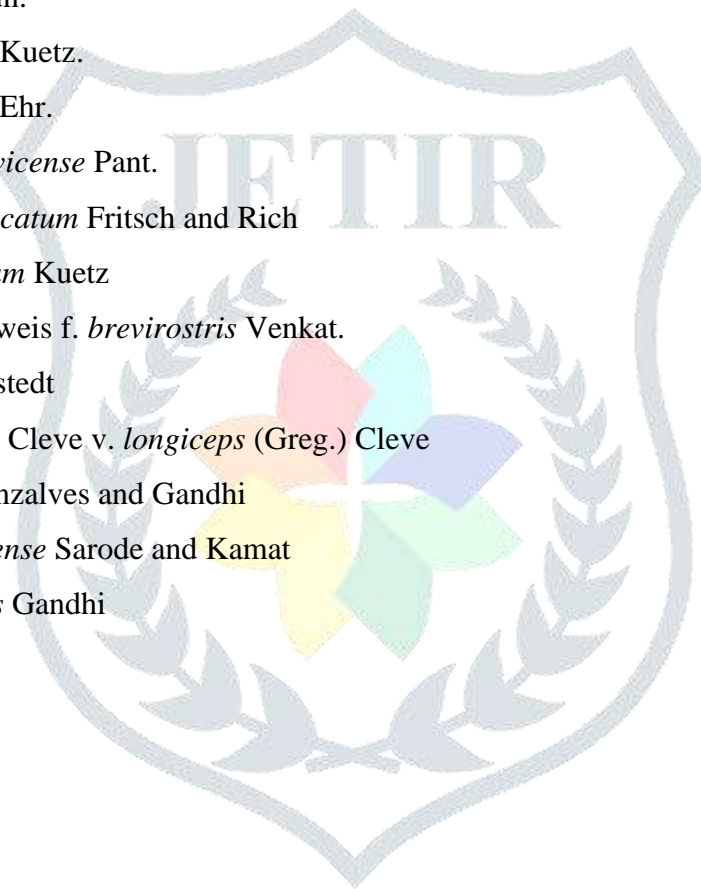 Kuetz.
Ehr.
vicense Pant.
catum Fritsch and Rich
um Kuetz
weis f. brevirostris Venkat.
stedt
Cleve v. longiceps (Greg.) Cleve
nzalves and Gandhi
ense Sarode and Kamat
s Gandhi
JETIR